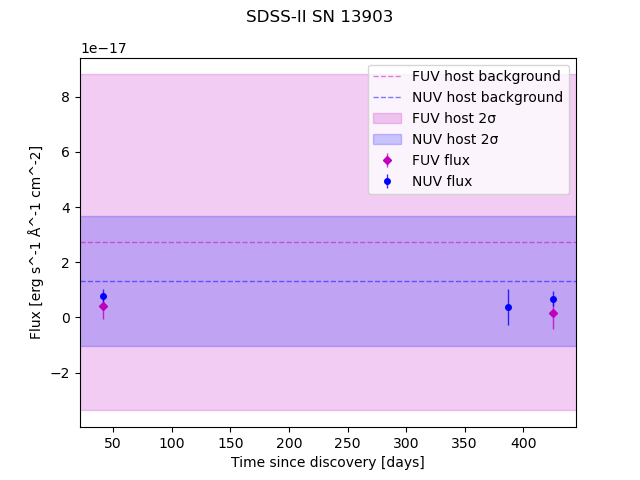 SDSS-II SN 13903
1e−17
FUV host background
NUV host background
FUV host 2σ
NUV host 2σ
FUV flux
NUV flux
8
6
4
2
0
−2
Flux [erg s^-1 Å^-1 cm^-2]
50 100 150 200 250 300 350 400
Time since discovery [days]